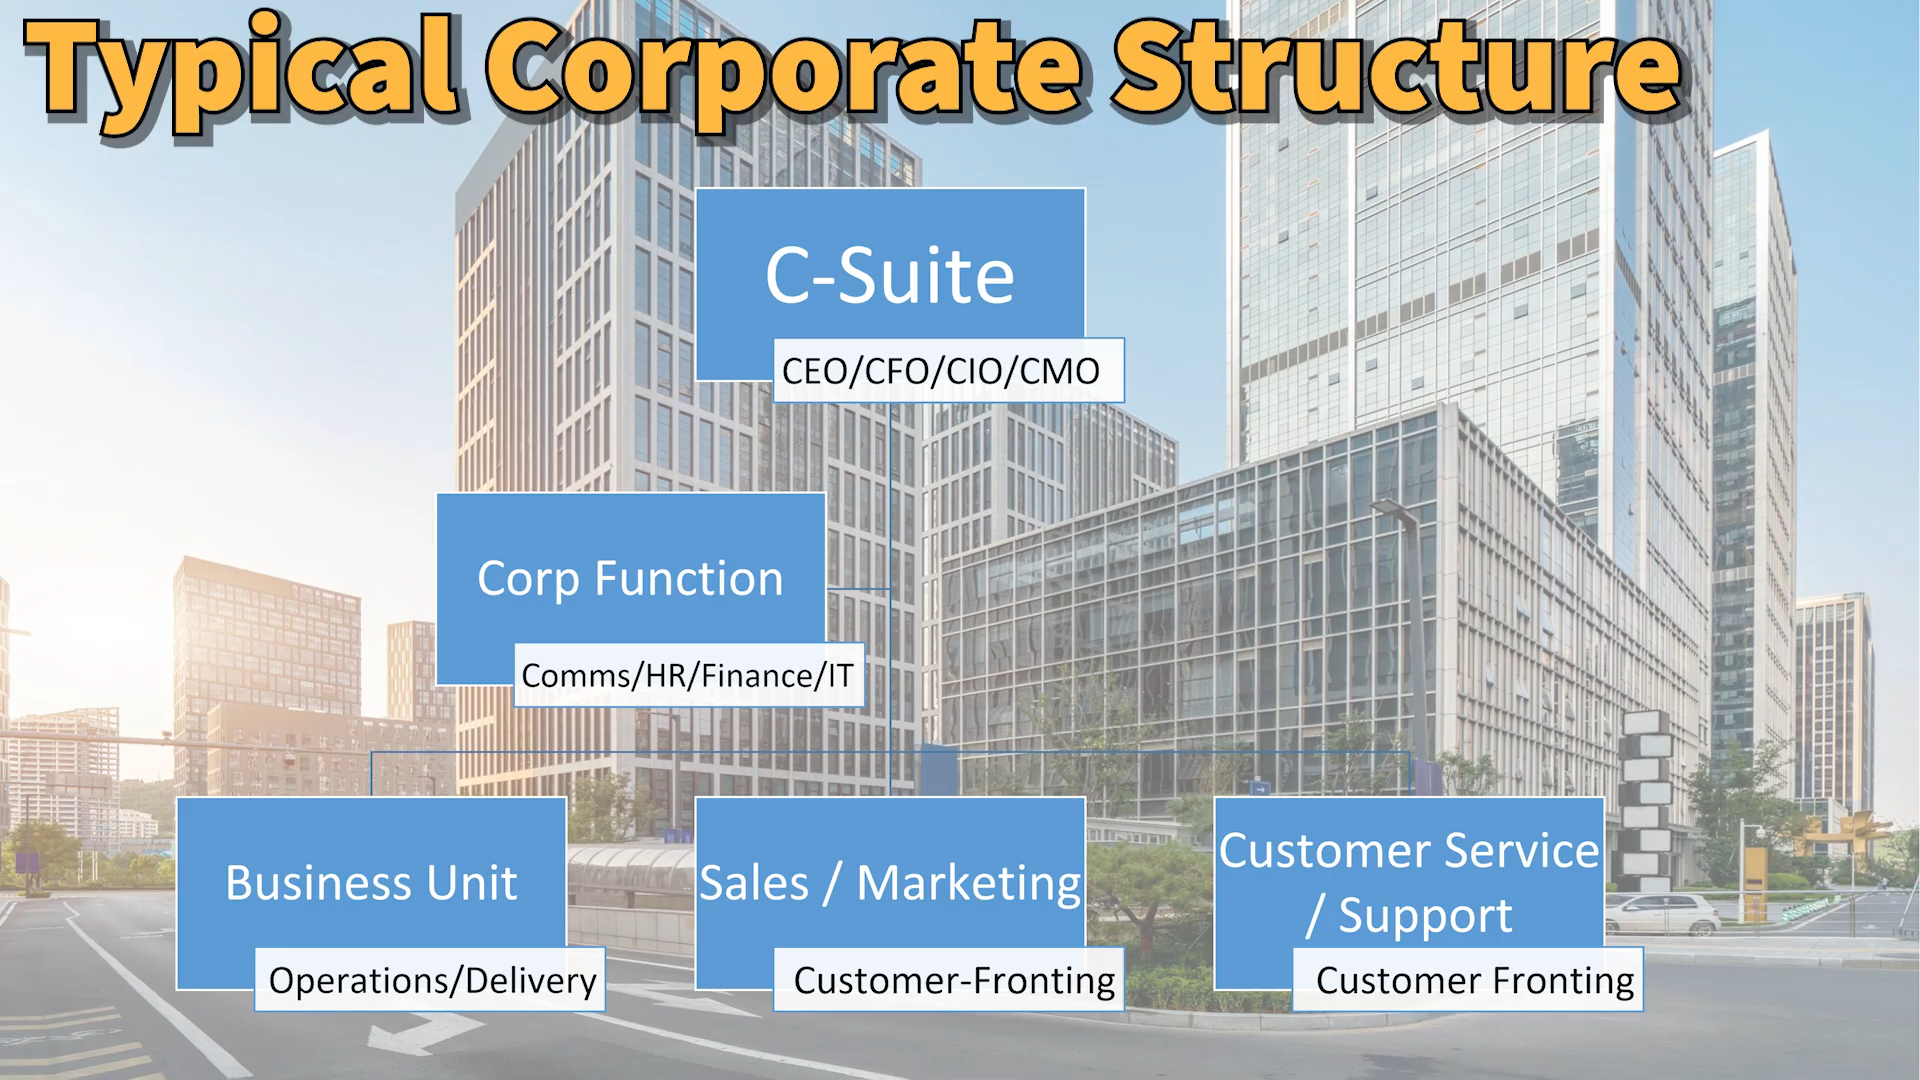 Typical Corporate Structure
C-Suite
CEO/CFO/CIO/CMO
Corp Function
Comms/HR/Finance/IT
Business Unit
Operations/Delivery
Sales / Marketing
Customer-Fronting
Customer Service
/ Support
Customer Fronting